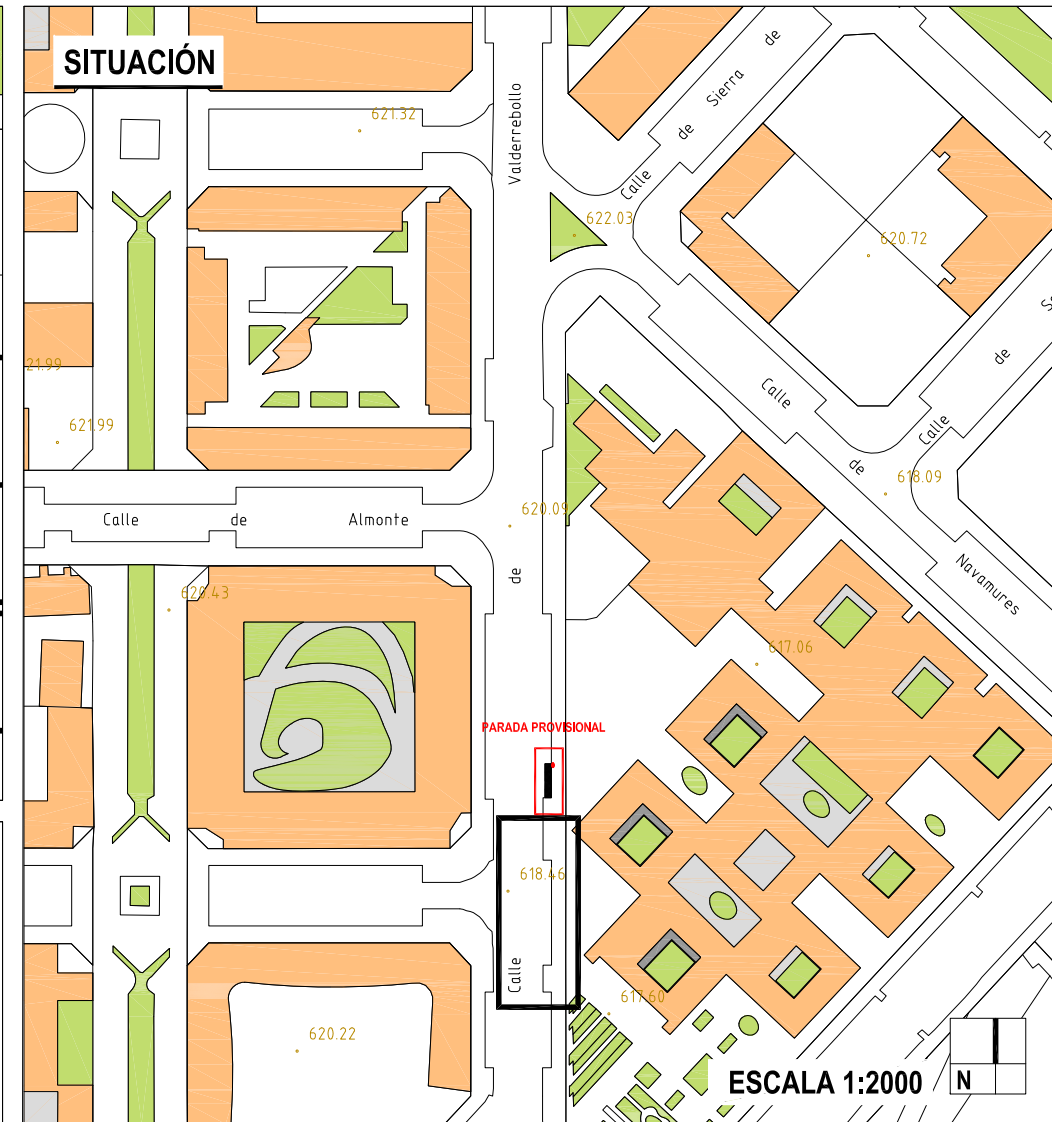 SITUACIÓN
621.32
Valderrebollo
de
Sierra
de
Calle
622.03
620.72
de
21.99
621.99
Calle
Calle
de
618.09
620.09
Calle de Almonte
de
Navamures
620.43
617.06
PARADA PROVISIONAL
618.46
Calle
617.60
620.22
ESCALA 1:2000
N